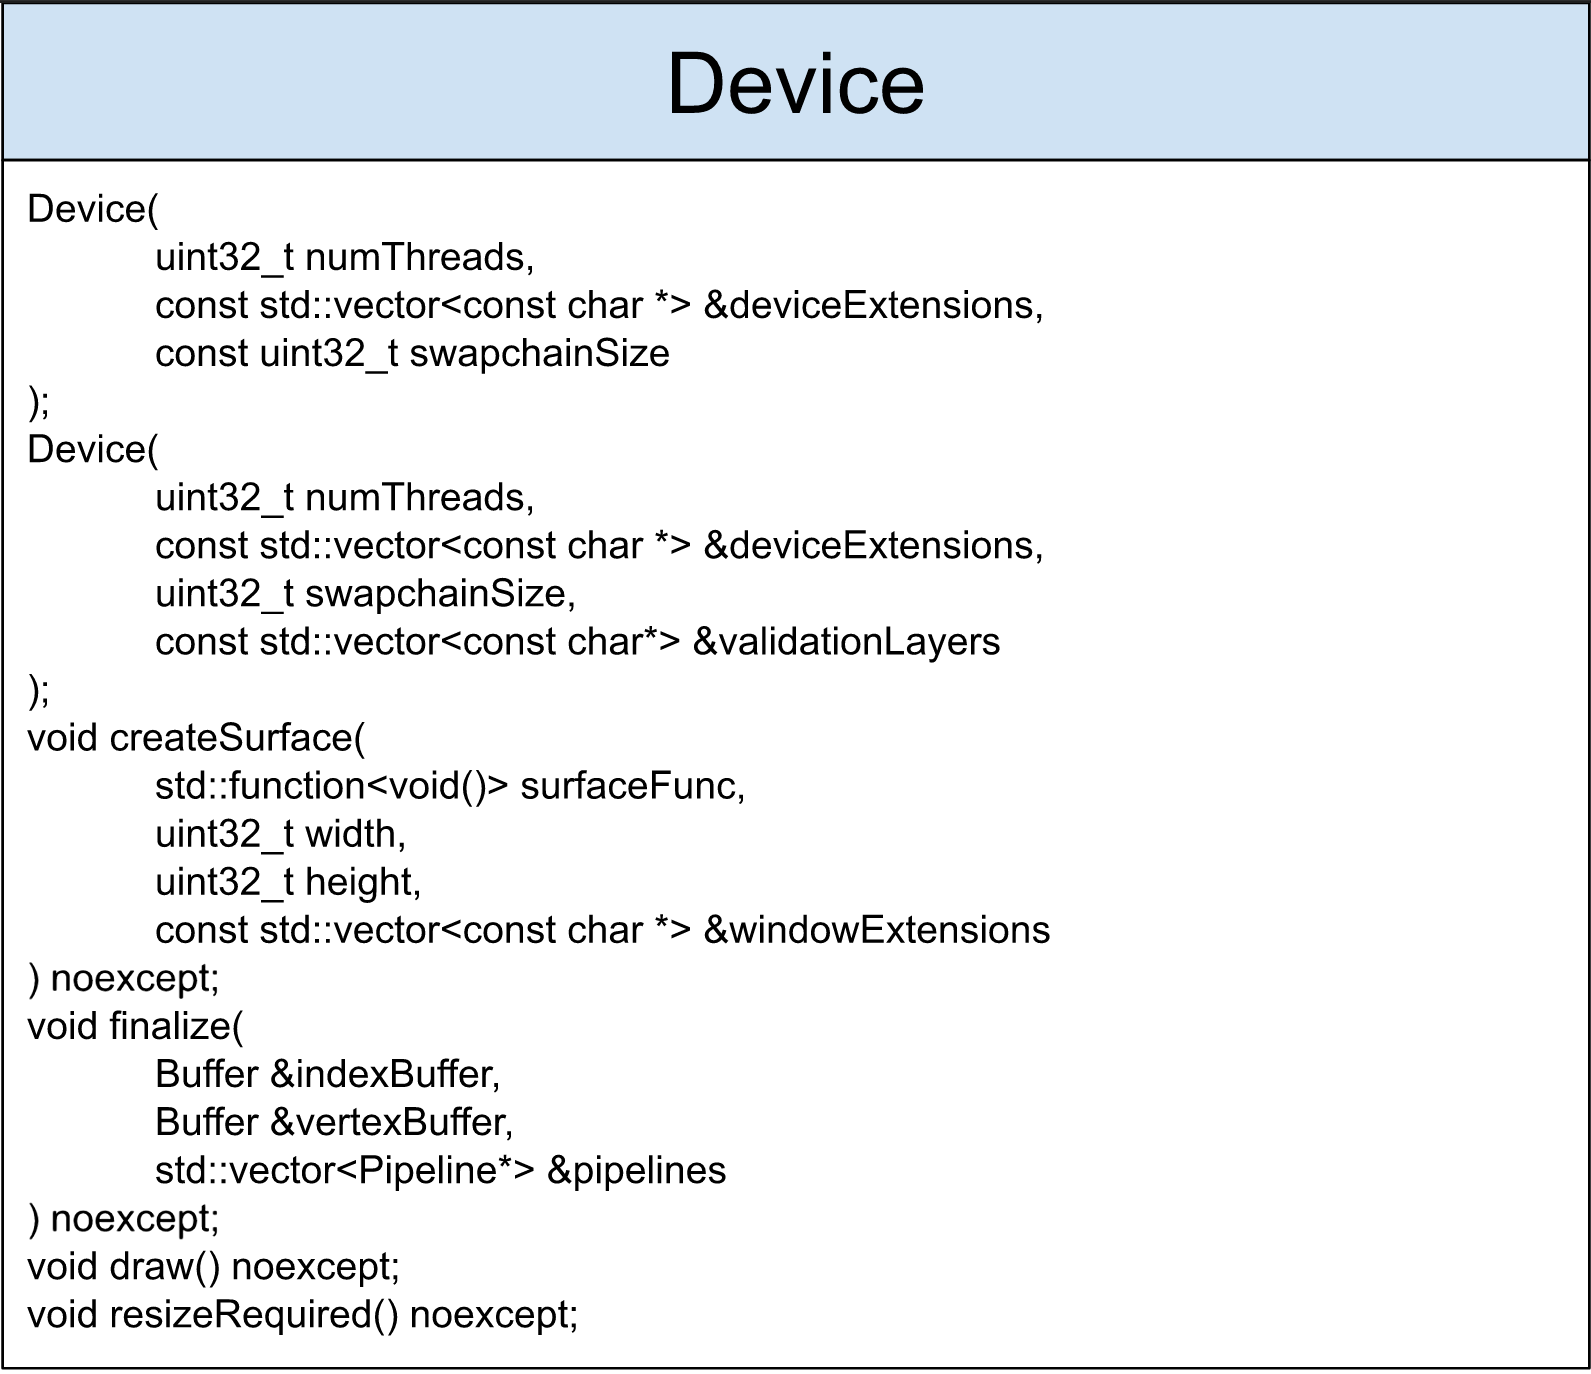 Device
Device(
uint32_t numThreads,
const std::vector<const char *> &deviceExtensions,
const uint32_t swapchainSize
);
Device(
uint32_t numThreads,
const std::vector<const char *> &deviceExtensions,
uint32_t swapchainSize,
const std::vector<const char*> &validationLayers
);
void createSurface(
std::function<void()> surfaceFunc,
uint32_t width,
uint32_t height,
const std::vector<const char *> &windowExtensions
) noexcept;
void finalize(
Buffer &indexBuffer,
Buffer &vertexBuffer,
std::vector<Pipeline*> &pipelines
) noexcept;
void draw() noexcept;
void resizeRequired() noexcept;